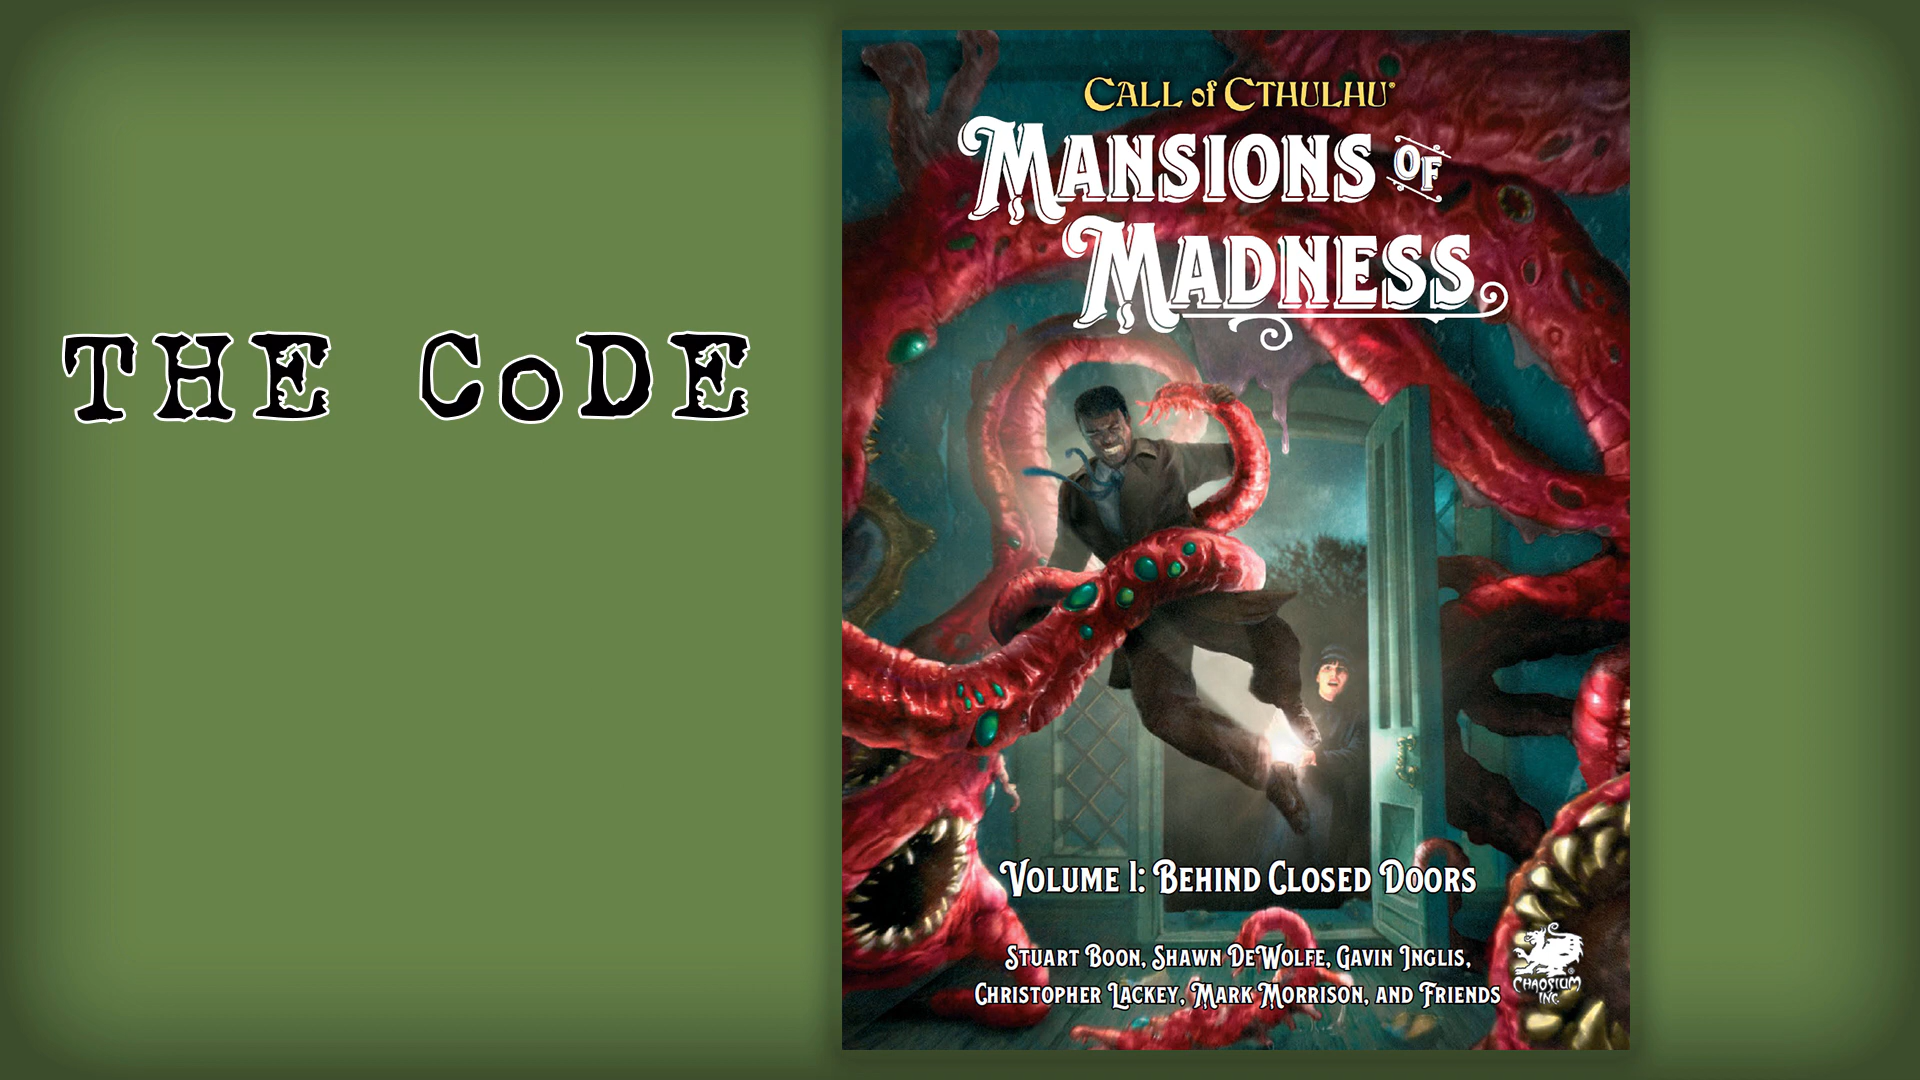 THE CoDE
CALL of CTHULHU®
MANSIONS OF
MADNESS
VOLUME 1: BEHIND CLOSED DOORS
STUART BOON, SHAWN DEWOLFE, GAVIN INGLIS,
CHRISTOPHER LACKEY, MARK MORRISON, AND FRIENDS
CHAOSIUM
INC.